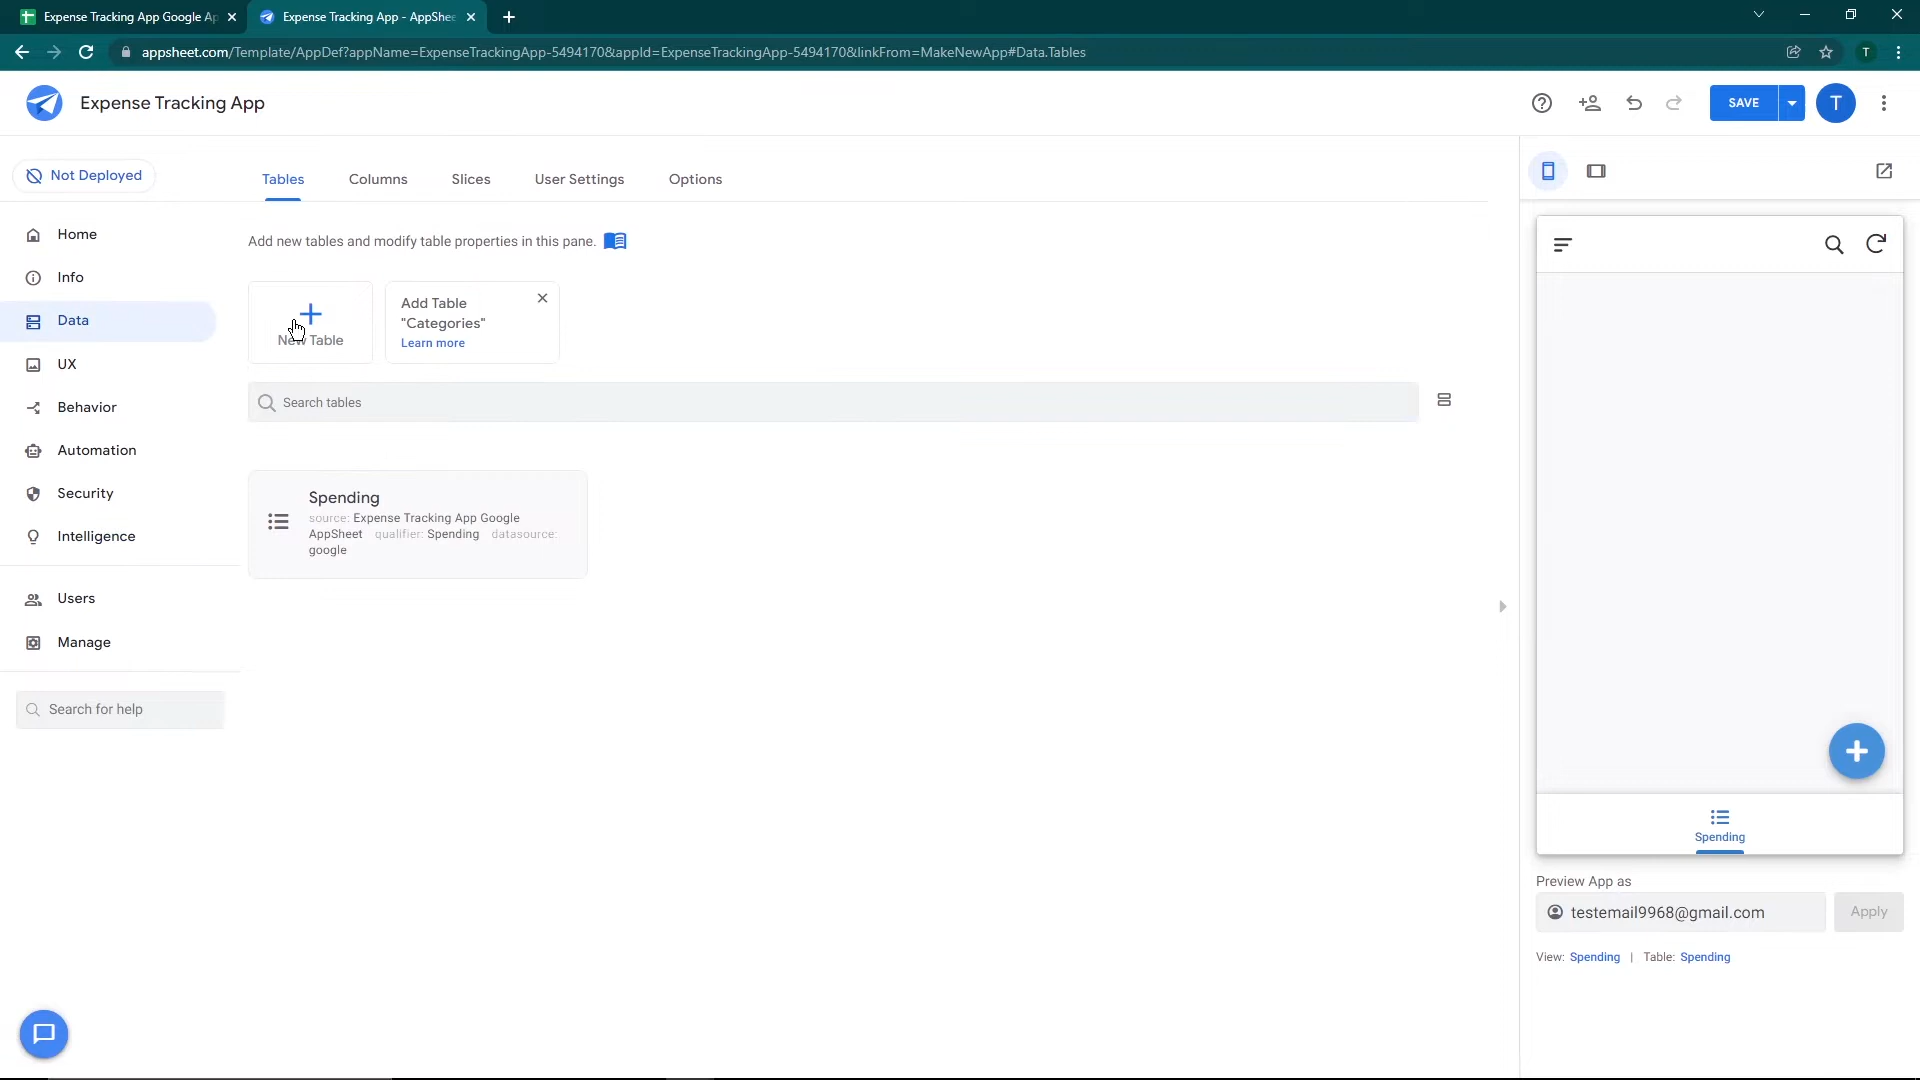 Expense Tracking App Google Ap
Expense Tracking App - AppShee
appsheet.com/Template/AppDef?appName=ExpenseTrackingApp-5494170&appId=ExpenseTrackingApp-5494170&linkFrom=MakeNewApp#Data.Tables
T
Expense Tracking App
SAVE
T
Not Deployed
Tables
Columns
Slices
User Settings
Options
Home
Info
Data
UX
Behavior
Automation
Security
Intelligence
Users
Manage
Search for help
Add new tables and modify table properties in this pane.
New Table
Add Table
"Categories"
Learn more
Search tables
Spending
source: Expense Tracking App Google
AppSheet qualifier: Spending datasource:
google
Spending
Preview App as
testemail9968@gmail.com
Apply
View: Spending | Table: Spending